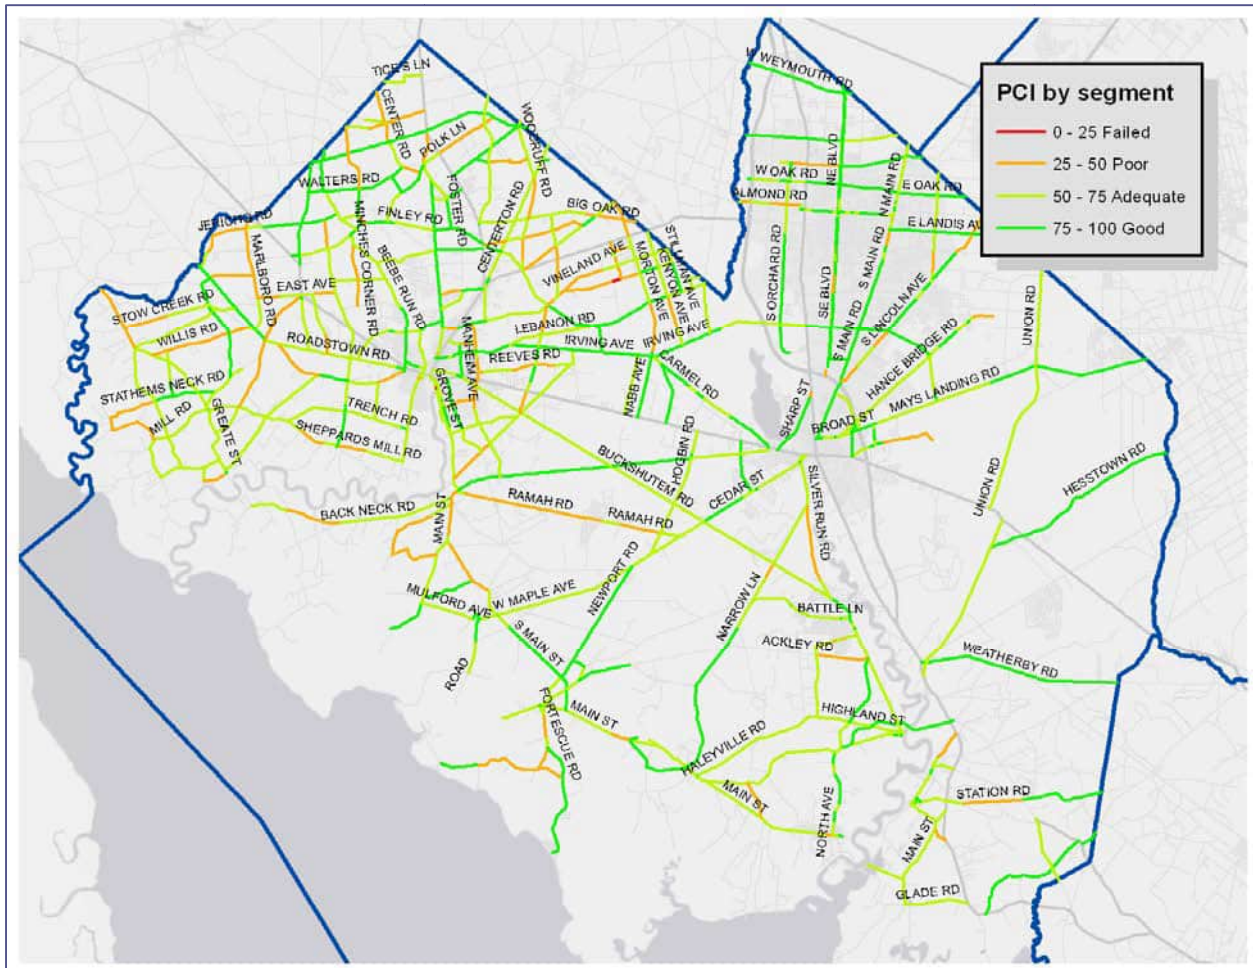 TICE'S LN
W WEYMOUTH RD
PCI by segment
0 - 25 Failed
25 - 50 Poor
50 - 75 Adequate
75 - 100 Good
CENTER RD
POLK LN
WOODRUFF RD
NE BLVD
N MAIN RD
WALTERS RD
W OAK RD
E OAK RD
ALMOND RD
FOSTER RD
CENTERTON RD
MINCHES CORNER RD
FINLEY RD
BIG OAK RD
JERICHO RD
E LANDIS AV
MARLBORO RD
BEEBE RUN RD
VINELAND AVE
MORTON AVE
KENYON AVE
STILLMAN AVE
S ORCHARD RD
SE BLVD
S MAIN RD
S LINCOLN AVE
UNION RD
EAST AVE
STOW CREEK RD
WILLIS RD
ROADSTOWN RD
MANHEIM AVE
LEBANON RD
IRVING AVE
IRVING AVE
S MAIN RD
HANCE BRIDGE RD
REEVES RD
CARMEL RD
NABB AVE
STATHEMS NECK RD
MILL RD
GREATE ST
GROVE ST
TRENCH RD
SHEPPARDS MILL RD
SHARP ST
BROAD ST
MAYS LANDING RD
HOGBIN RD
BUCKSHUTEM RD
CEDAR ST
SILVER RUN RD
UNION RD
HESSTOWN RD
BACK NECK RD
MAIN ST
RAMAH RD
RAMAH RD
NEWPORT RD
NARROW LN
MULFORD AVE
W MAPLE AVE
BATTLE LN
ACKLEY RD
S MAIN ST
ROAD
WEATHERBY RD
FORTESCUE RD
MAIN ST
HIGHLAND ST
HALEYVILLE RD
MAIN ST
NORTH AVE
STATION RD
MAIN ST
GLADE RD